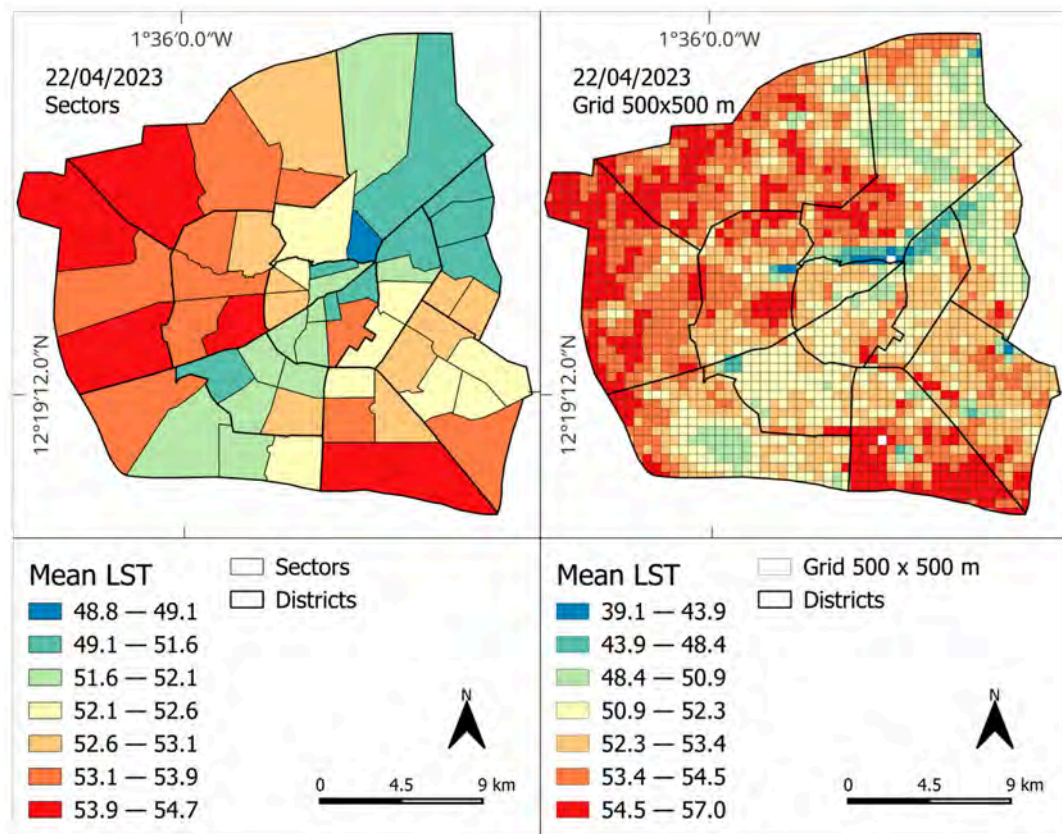 1°36′0.0″W
22/04/2023
Sectors
12°19′12.0″N
1°36′0.0″W
22/04/2023
Grid 500x500 m
12°19′12.0″N
Mean LST
48.8 — 49.1
49.1 — 51.6
51.6 — 52.1
52.1 — 52.6
52.6 — 53.1
53.1 — 53.9
53.9 — 54.7
Sectors
Districts
N
0 4.5 9 km
Mean LST
39.1 — 43.9
43.9 — 48.4
48.4 — 50.9
50.9 — 52.3
52.3 — 53.4
53.4 — 54.5
54.5 — 57.0
Grid 500 x 500 m
Districts
N
0 4.5 9 km